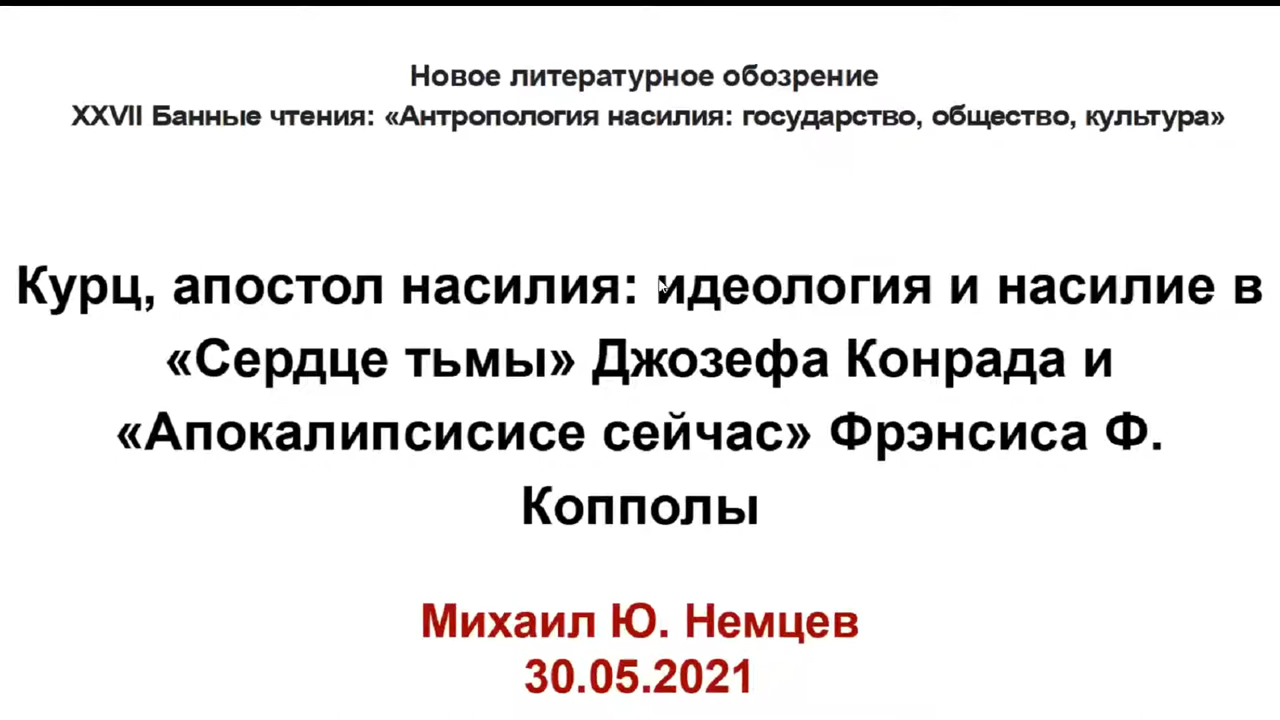 Новое литературное обозрение
XXVII Банные чтения: «Антропология насилия: государство, общество, культура»
Курц, апостол насилия: идеология и насилие в
«Сердце тьмы» Джозефа Конрада и
«Апокалипсисисе сейчас» Фрэнсиса Ф.
Копполы
Михаил Ю. Немцев
30.05.2021